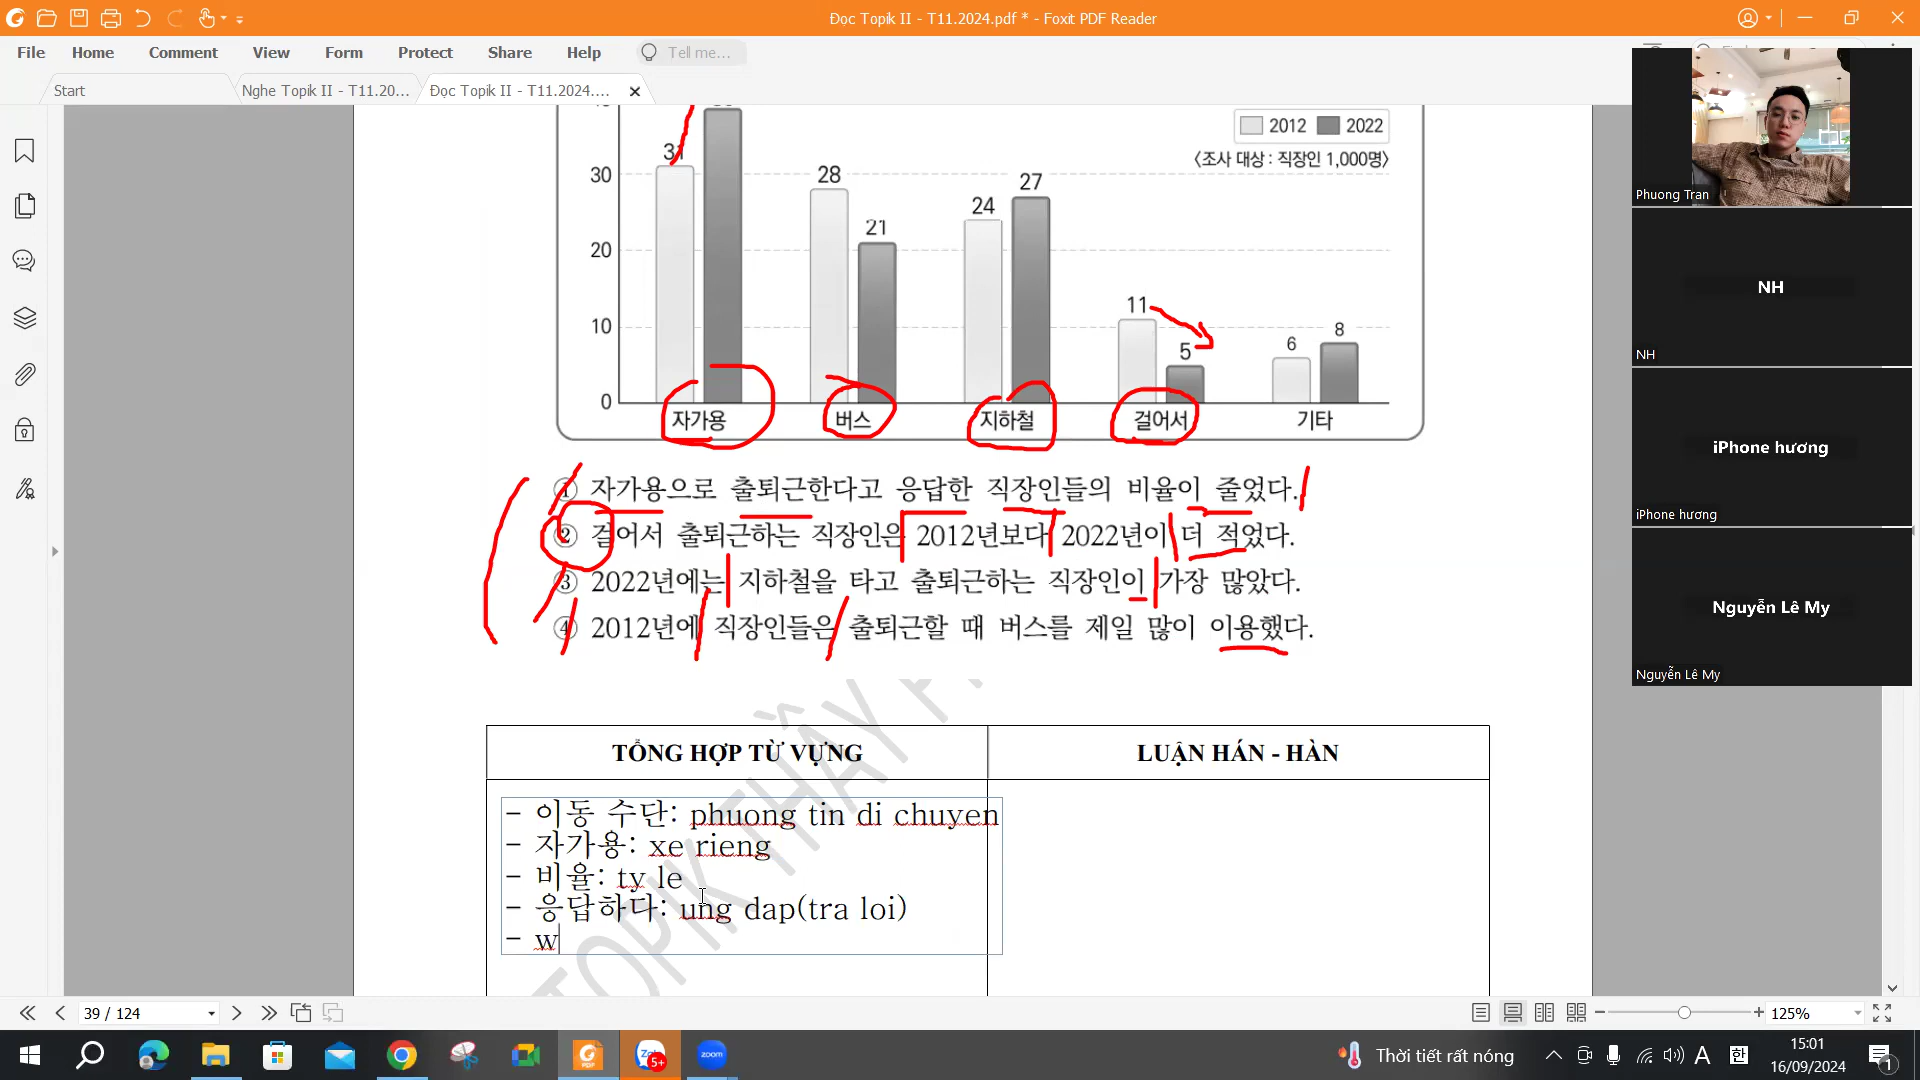 Đọc Topik II - T11.2024.pdf * - Foxit PDF Reader
File Home Comment View Form Protect Share Help Tell me...
Start Nghe Topik II - T11.20... Đọc Topik II - T11.2024....
2012 2022
<조사 대상 : 직장인 1,000명>
31
30
28
21
24
27
20
11
5
10
6
8
0
자가용 버스 지하철 걸어서 기타
① 자가용으로 출퇴근한다고 응답한 직장인들의 비율이 줄었다.
② 걸어서 출퇴근하는 직장인은 2012년보다 2022년이 더 적었다.
③ 2022년에는 지하철을 타고 출퇴근하는 직장인이 가장 많았다.
④ 2012년에 직장인들은 출퇴근할 때 버스를 제일 많이 이용했다.
TỔNG HỢP TỪ VỰNG
LUẬN HÁN - HÀN
- 이동 수단: phuong tin di chuyen
- 자가용: xe rieng
- 비율: ty le
- 응답하다: ung dap(tra loi)
- w
TOPIK THẦY
Phuong Tran
NH
NH
iPhone hương
iPhone hương
Nguyễn Lê My
Nguyễn Lê My
39 / 124
125%
Zalo
5+
zoom
Thời tiết rất nóng
A
한
15:01
16/09/2024
1